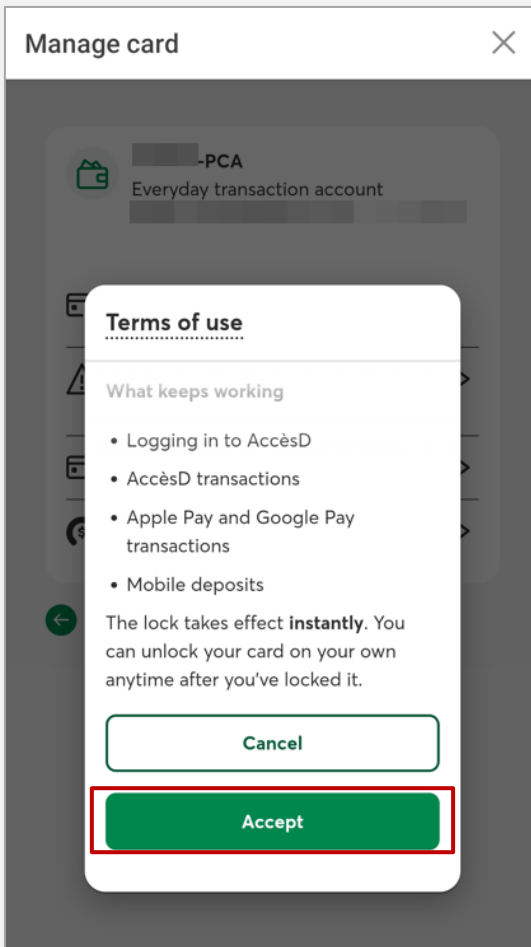 Manage card
-PCA
Everyday transaction account
Terms of use
What keeps working
• Logging in to AccèsD
• AccèsD transactions
• Apple Pay and Google Pay
transactions
• Mobile deposits
The lock takes effect instantly. You
can unlock your card on your own
anytime after you've locked it.
Cancel
Accept